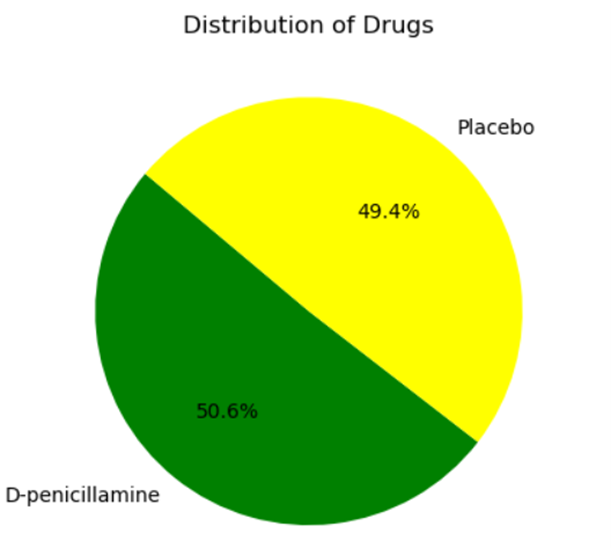 Distribution of Drugs
Placebo
49.4%
50.6%
D-penicillamine